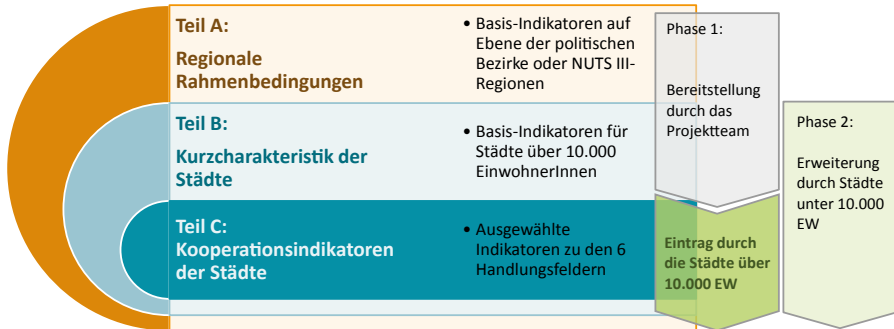 Teil A:
Regionale
Rahmenbedingungen
• Basis-Indikatoren auf
Ebene der politischen
Bezirke oder NUTS III-
Regionen
Teil B:
Kurzcharakteristik der
Städte
• Basis-Indikatoren für
Städte über 10.000
EinwohnerInnen
Teil C:
Kooperationsindikatoren
der Städte
• Ausgewählte
Indikatoren zu den 6
Handlungsfeldern
Phase 1:
Bereitstellung
durch das
Projektteam
Eintrag durch
die Städte über
10.000 EW
Phase 2:
Erweiterung
durch Städte
unter 10.000
EW